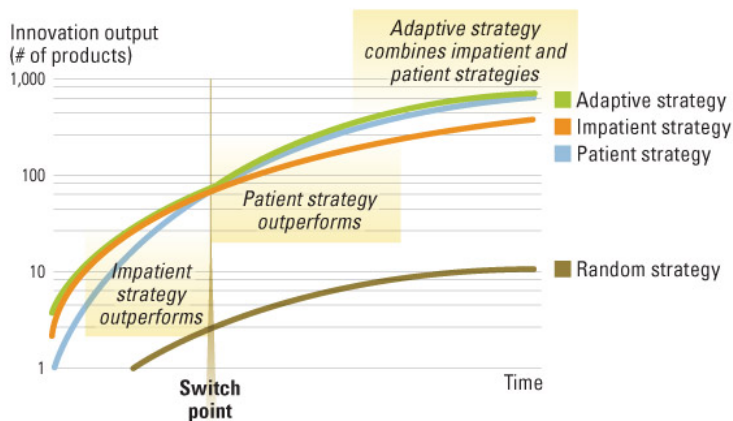 Innovation output
(# of products)
Adaptive strategy
combines impatient and
patient strategies
1,000
100
10
1
Adaptive strategy
Impatient strategy
Patient strategy
Patient strategy
outperforms
Impatient
strategy
outperforms
Random strategy
Switch
point
Time